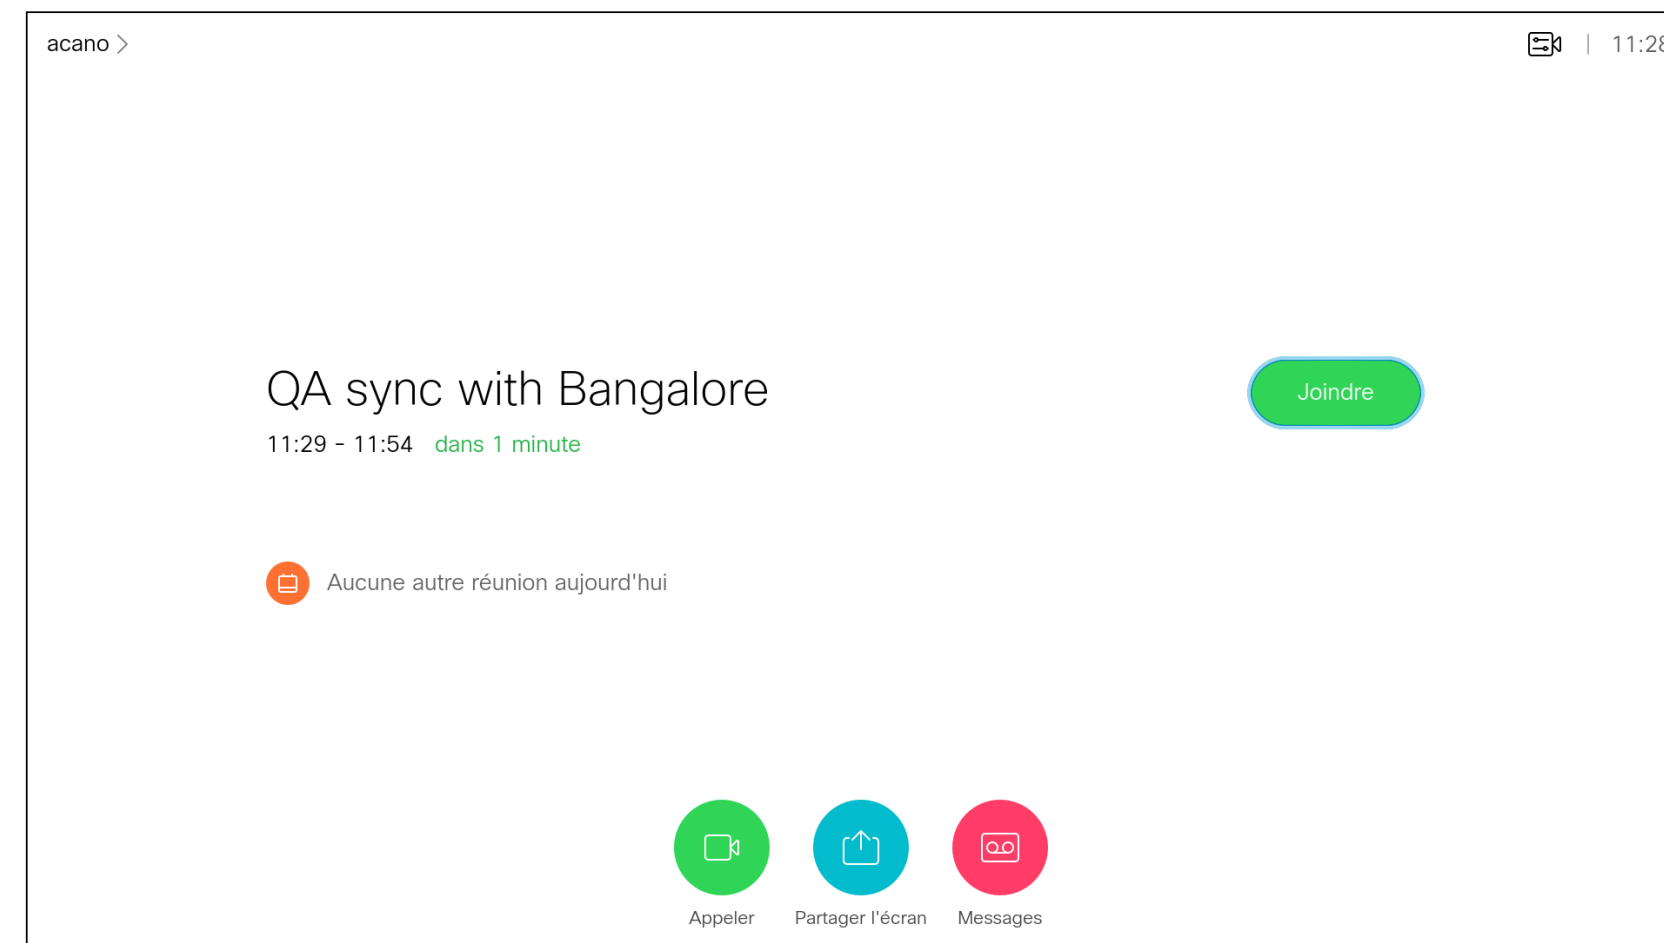 acano
11:28
QA sync with Bangalore
Joindre
11:29 - 11:54 dans 1 minute
Aucune autre réunion aujourd'hui
Appeler
Partager l'écran
Messages